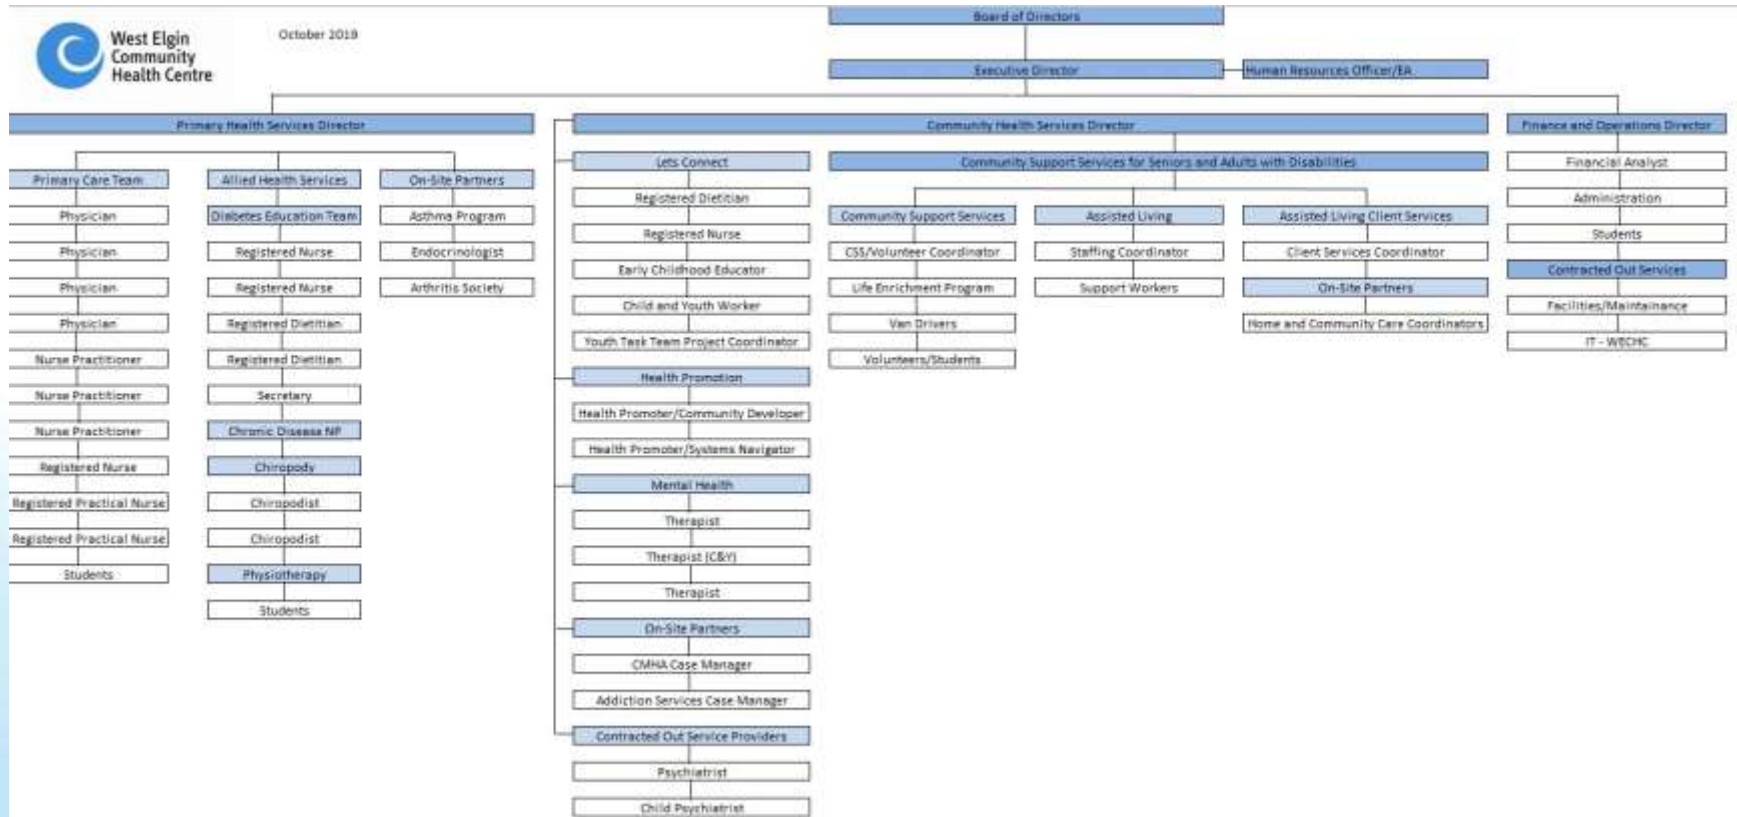 West Elgin
Community
Health Centre
October 2019
Board of Directors
Executive Director
Human Resources Officer/EA
Primary Health Services Director
Primary Care Team
Physician
Physician
Physician
Physician
Nurse Practitioner
Nurse Practitioner
Nurse Practitioner
Registered Nurse
Registered Practical Nurse
Registered Practical Nurse
Students
Allied Health Services
Diabetes Education Team
Registered Nurse
Registered Nurse
Registered Dietitian
Registered Dietitian
Secretary
Chronic Disease NP
Chiropody
Chiropodist
Chiropodist
Physiotherapy
Students
On-Site Partners
Asthma Program
Endocrinologist
Arthritis Society
Community Health Services Director
Lets Connect
Registered Dietitian
Registered Nurse
Early Childhood Educator
Child and Youth Worker
Youth Task Team Project Coordinator
Health Promotion
Health Promoter/Community Developer
Health Promoter/Systems Navigator
Mental Health
Therapist
Therapist (C&Y)
Therapist
On-Site Partners
CMHA Case Manager
Addiction Services Case Manager
Contracted Out Service Providers
Psychiatrist
Child Psychiatrist
Community Support Services for Seniors and Adults with Disabilities
Community Support Services
CSS/Volunteer Coordinator
Life Enrichment Program
Van Drivers
Volunteers/Students
Assisted Living
Staffing Coordinator
Support Workers
Assisted Living Client Services
Client Services Coordinator
On-Site Partners
Home and Community Care Coordinators
Finance and Operations Director
Financial Analyst
Administration
Students
Contracted Out Services
Facilities/Maintainance
IT - WECHC